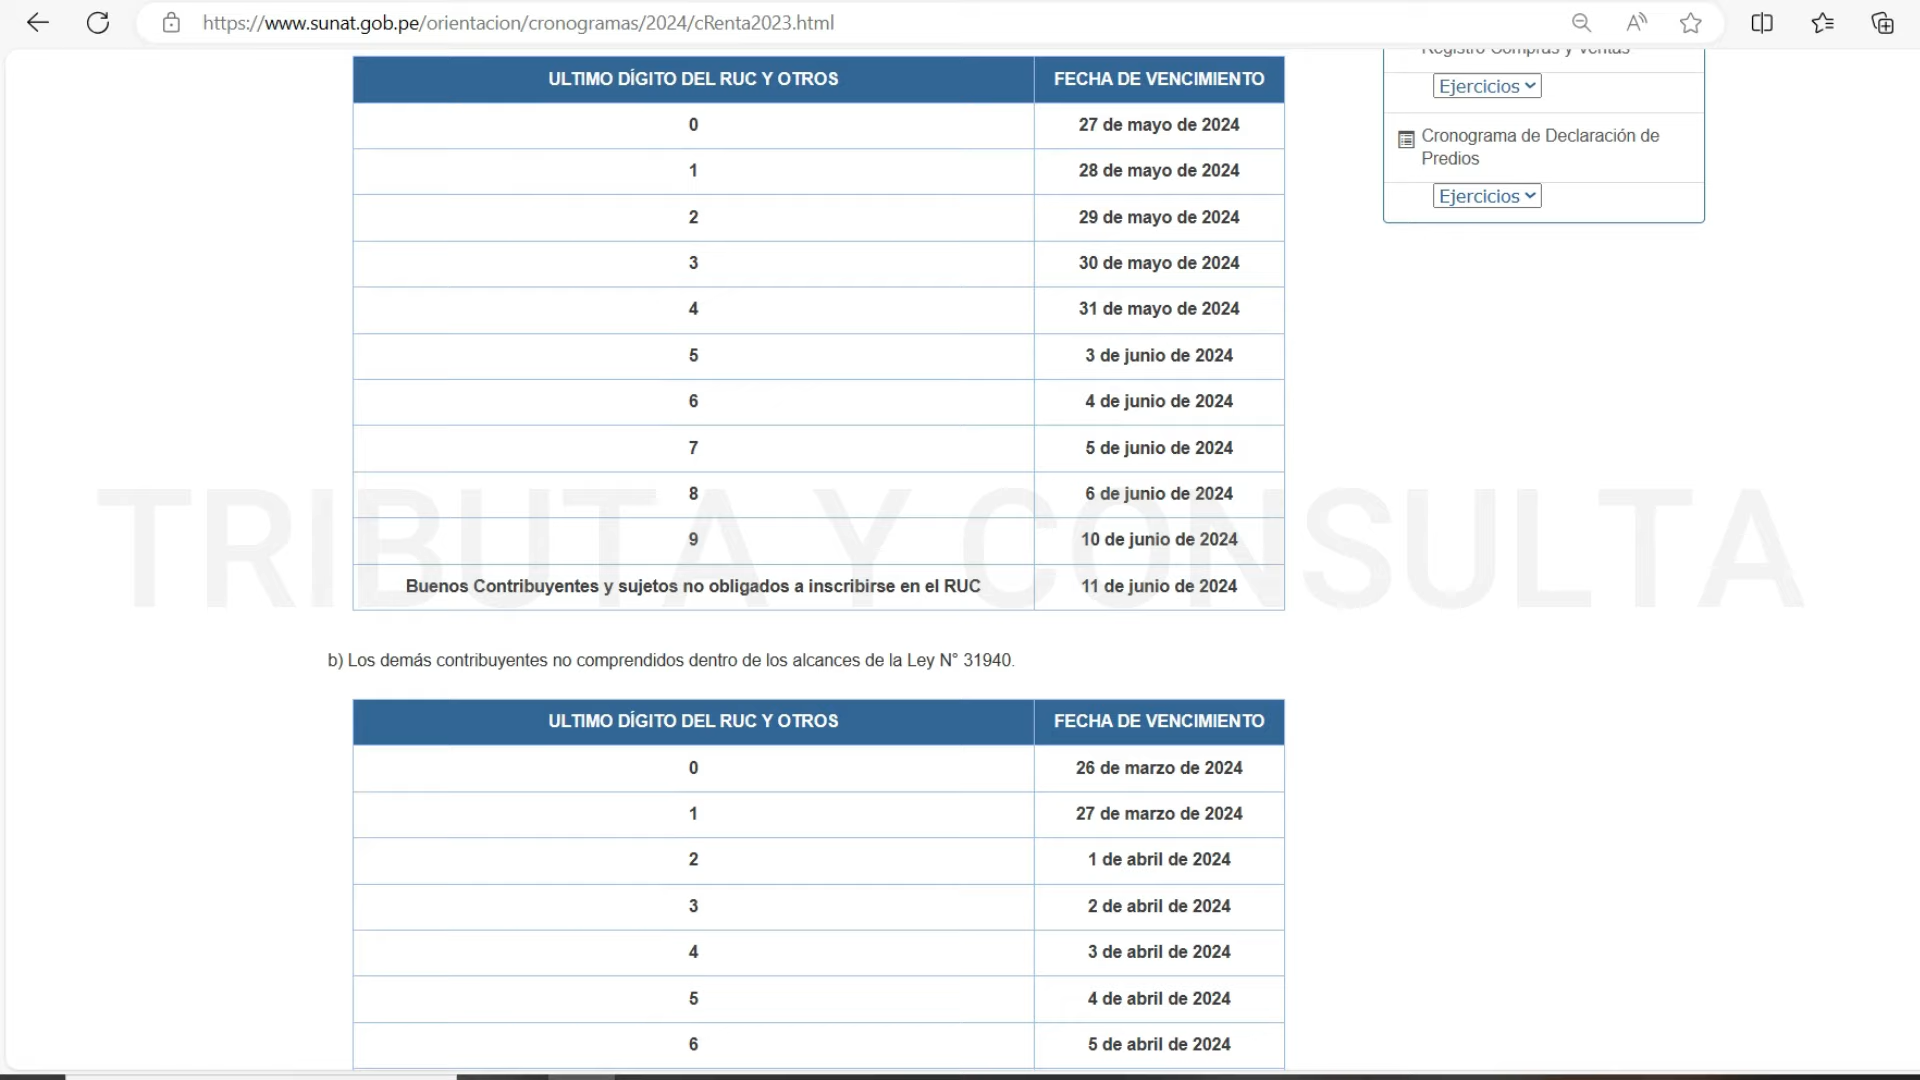 https://www.sunat.gob.pe/orientacion/cronogramas/2024/cRenta2023.html
Registro Compras y Ventas
Ejercicios
Cronograma de Declaración de
Predios
Ejercicios
ULTIMO DÍGITO DEL RUC Y OTROS FECHA DE VENCIMIENTO
0 27 de mayo de 2024
1 28 de mayo de 2024
2 29 de mayo de 2024
3 30 de mayo de 2024
4 31 de mayo de 2024
5 3 de junio de 2024
6 4 de junio de 2024
7 5 de junio de 2024
8 6 de junio de 2024
9 10 de junio de 2024
Buenos Contribuyentes y sujetos no obligados a inscribirse en el RUC 11 de junio de 2024
TRIBUTA Y CONSULTA
b) Los demás contribuyentes no comprendidos dentro de los alcances de la Ley N° 31940.
ULTIMO DÍGITO DEL RUC Y OTROS FECHA DE VENCIMIENTO
0 26 de marzo de 2024
1 27 de marzo de 2024
2 1 de abril de 2024
3 2 de abril de 2024
4 3 de abril de 2024
5 4 de abril de 2024
6 5 de abril de 2024